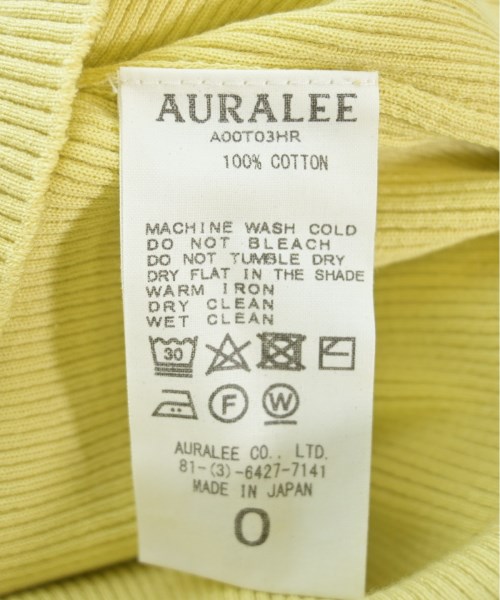 AURALEE
A00T03HR
100% COTTON
MACHINE WASH COLD
DO NOT BLEACH
DO NOT TUMBLE DRY
DRY FLAT IN THE SHADE
WARM IRON
DRY CLEAN
WET CLEAN
30
F W
AURALEE CO., LTD.
81-(3)-6427-7141
MADE IN JAPAN
0